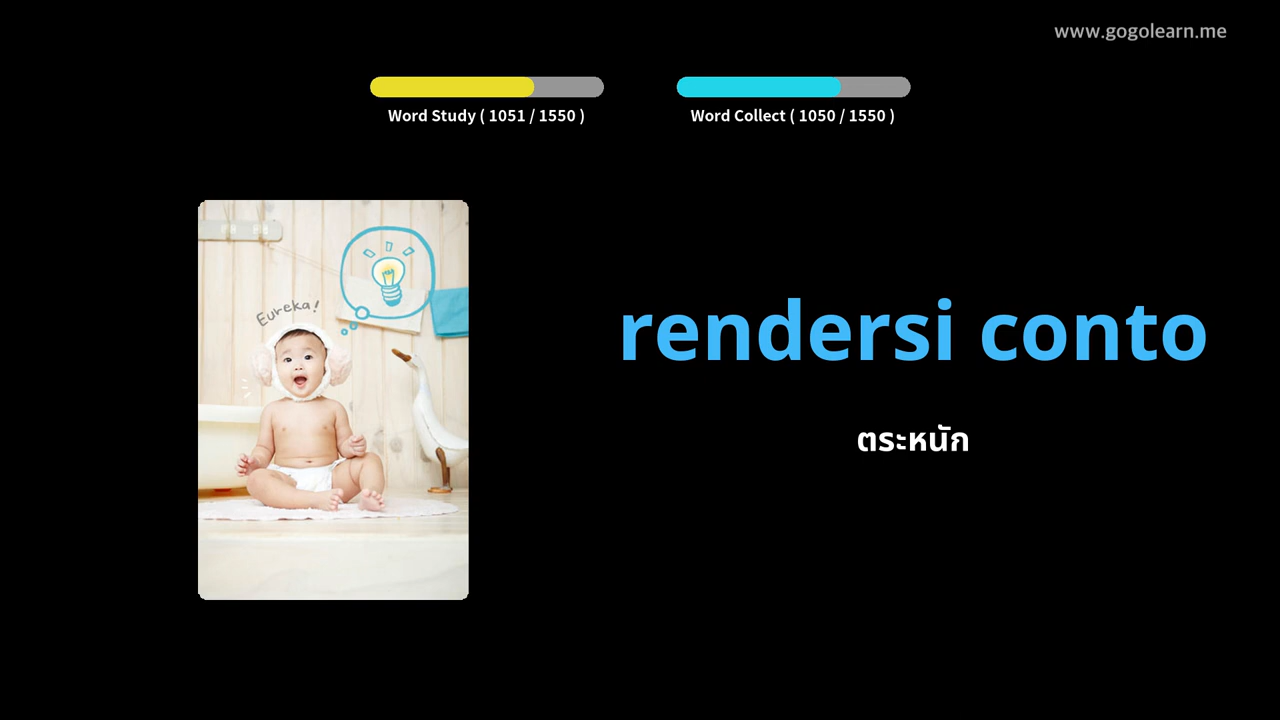 www.gogolearn.me
Word Study ( 1051 / 1550 )
Word Collect ( 1050 / 1550 )
Eureka!
rendersi conto
ตระหนัก